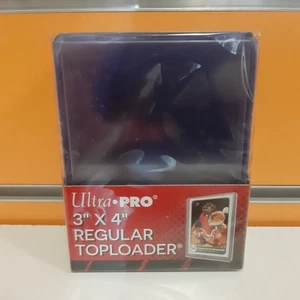 Ultra•PRO®
3" X 4"
REGULAR
TOPLOADER®